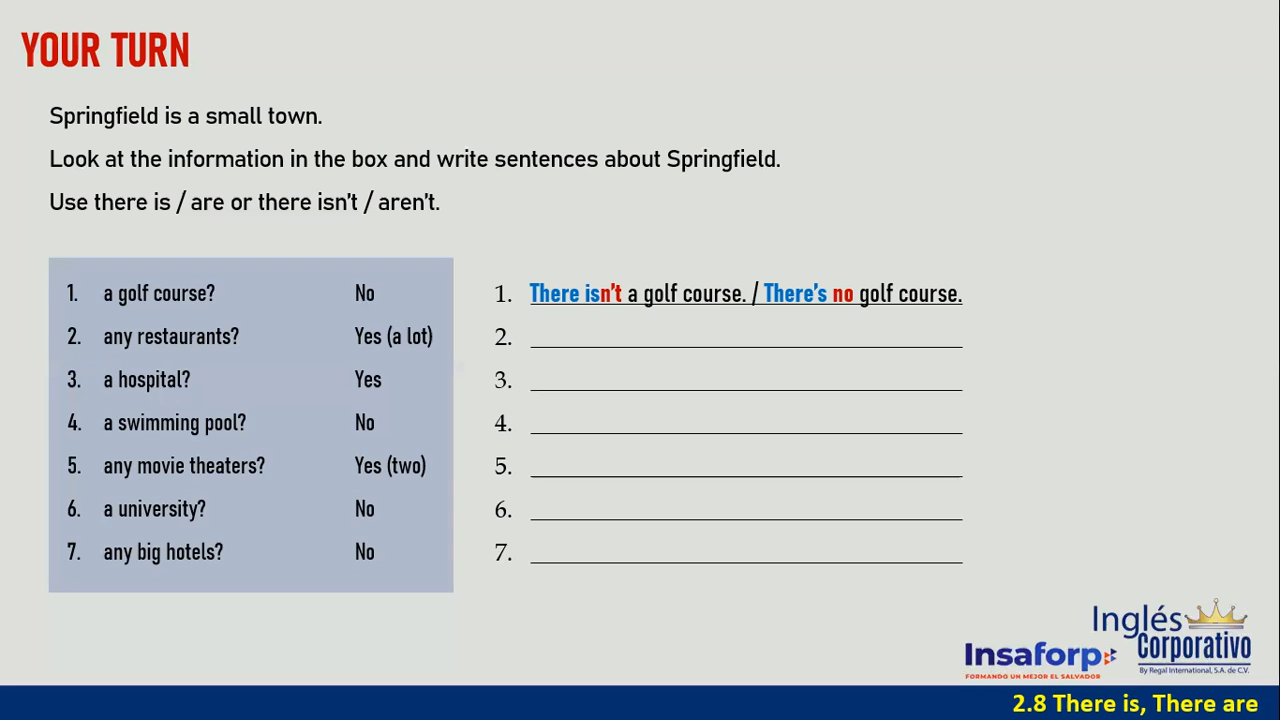 YOUR TURN
Springfield is a small town.
Look at the information in the box and write sentences about Springfield.
Use there is / are or there isn't / aren't.
1. a golf course? No
2. any restaurants? Yes (a lot)
3. a hospital? Yes
4. a swimming pool? No
5. any movie theaters? Yes (two)
6. a university? No
7. any big hotels? No
1. There isn't a golf course. / There's no golf course.
2.
3.
4.
5.
6.
7.
Inglés
Corporativo
By Regal International, S.A. de C.V.
Insaforp
FORMANDO UN MEJOR EL SALVADOR
2.8 There is, There are